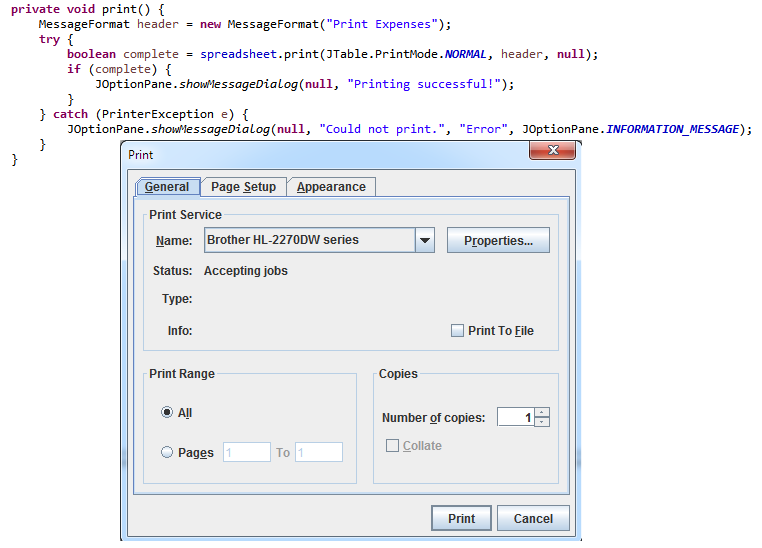 private void print() {
    MessageFormat header = new MessageFormat("Print Expenses");
    try {
        boolean complete = spreadsheet.print(JTable.PrintMode.NORMAL, header, null);
        if (complete) {
            JOptionPane.showMessageDialog(null, "Printing successful!");
        }
    } catch (PrinterException e) {
        JOptionPane.showMessageDialog(null, "Could not print.", "Error", JOptionPane.INFORMATION_MESSAGE);
    }
}
Print
General Page Setup Appearance
Print Service
Name: Brother HL-2270DW series Properties...
Status: Accepting jobs
Type:
Info: Print To File
Print Range
All
Pages 1 To 1
Copies
Number of copies: 1
Collate
Print Cancel